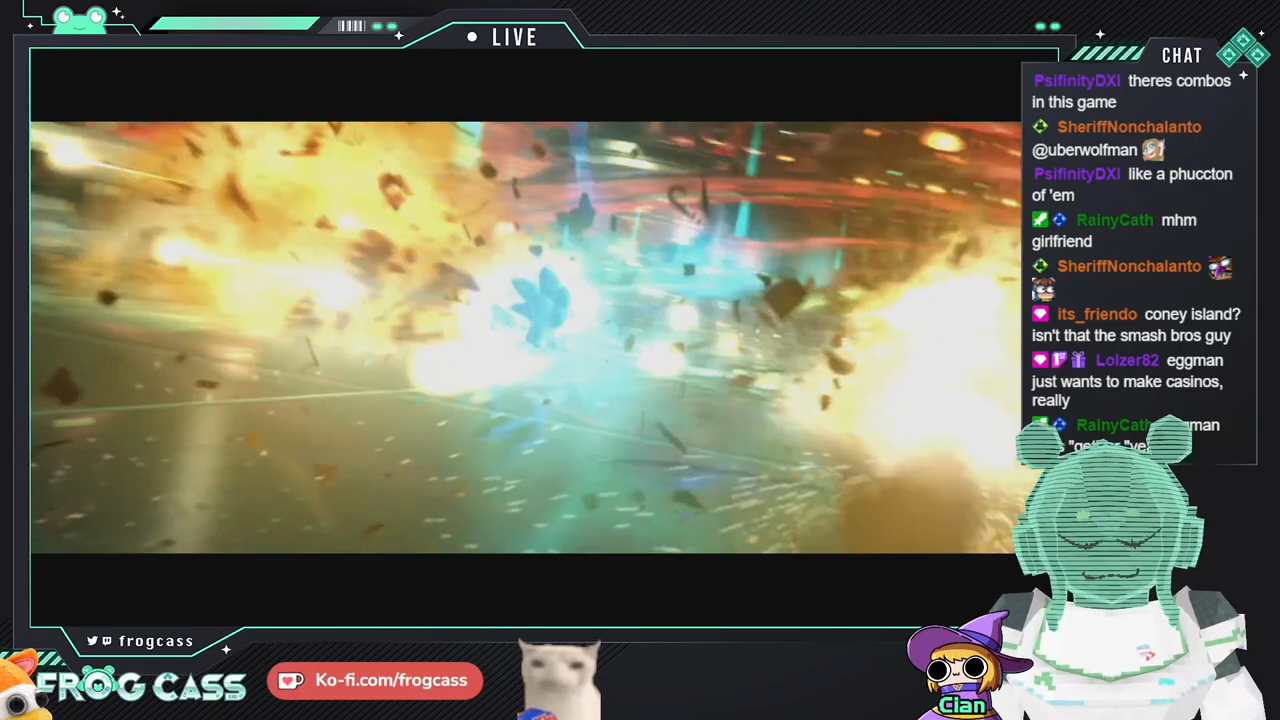 LIVE
CHAT
PsifinityDXI theres combos
in this game
SheriffNonchalanto
@uberwolfman
PsifinityDXI like a phuccton
of 'em
RainyCath mhm
girlfriend
SheriffNonchalanto
its_friendo coney island?
isn't that the smash bros guy
Lolzer82 eggman
just wants to make casinos,
really
RainyCath
frogcass
FROG CASS
Ko-fi.com/frogcass
Cian